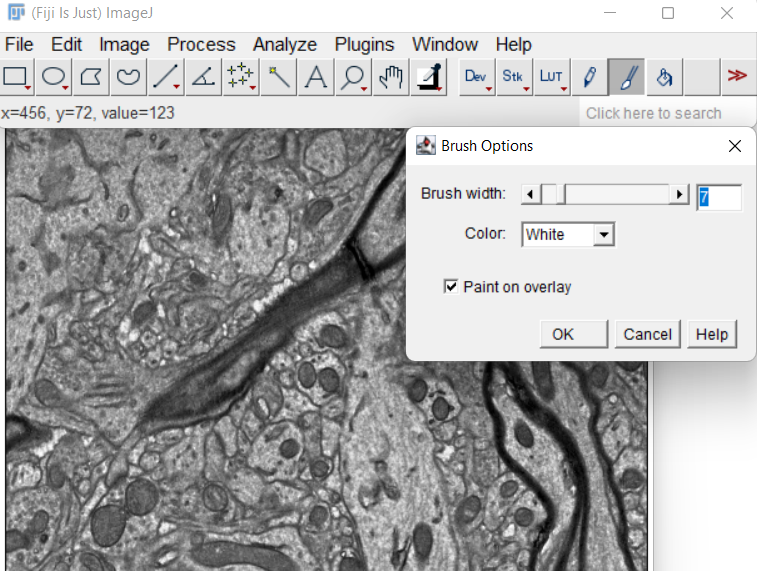 (Fiji Is Just) ImageJ
File Edit Image Process Analyze Plugins Window Help
A Dev Stk LUT >>
x=456, y=72, value=123
Click here to search
Brush Options
Brush width: 7
Color: White
Paint on overlay
OK Cancel Help